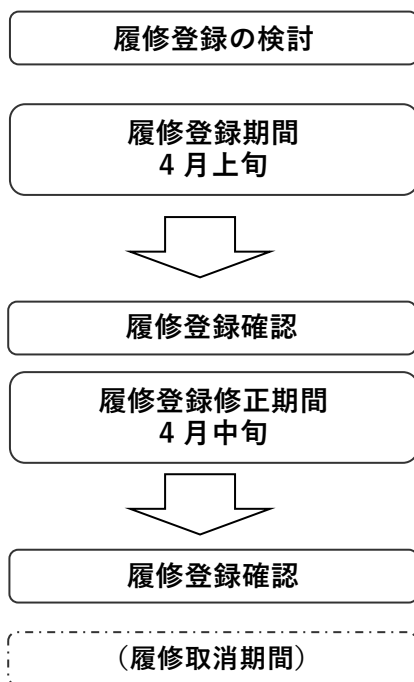 履修登録の検討
履修登録期間
4 月上旬
履修登録確認
履修登録修正期間
4 月中旬
履修登録確認
（履修取消期間）